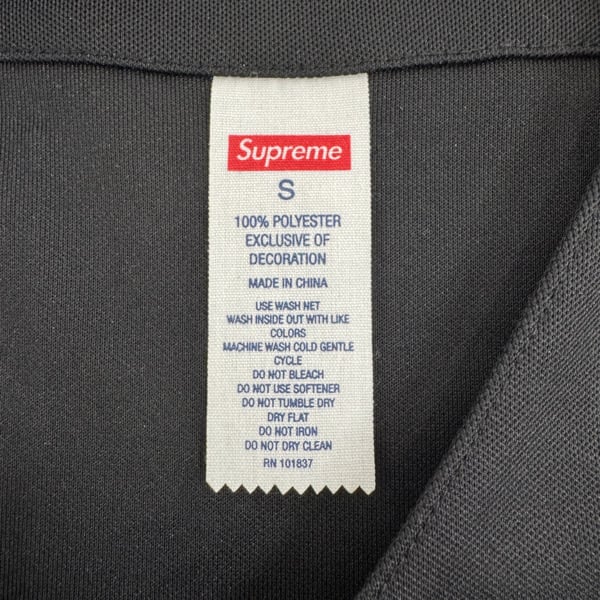 Supreme
S
100% POLYESTER
EXCLUSIVE OF
DECORATION
MADE IN CHINA
USE WASH NET
WASH INSIDE OUT WITH LIKE
COLORS
MACHINE WASH COLD GENTLE
CYCLE
DO NOT BLEACH
DO NOT USE SOFTENER
DO NOT TUMBLE DRY
DRY FLAT
DO NOT IRON
DO NOT DRY CLEAN
RN 101837